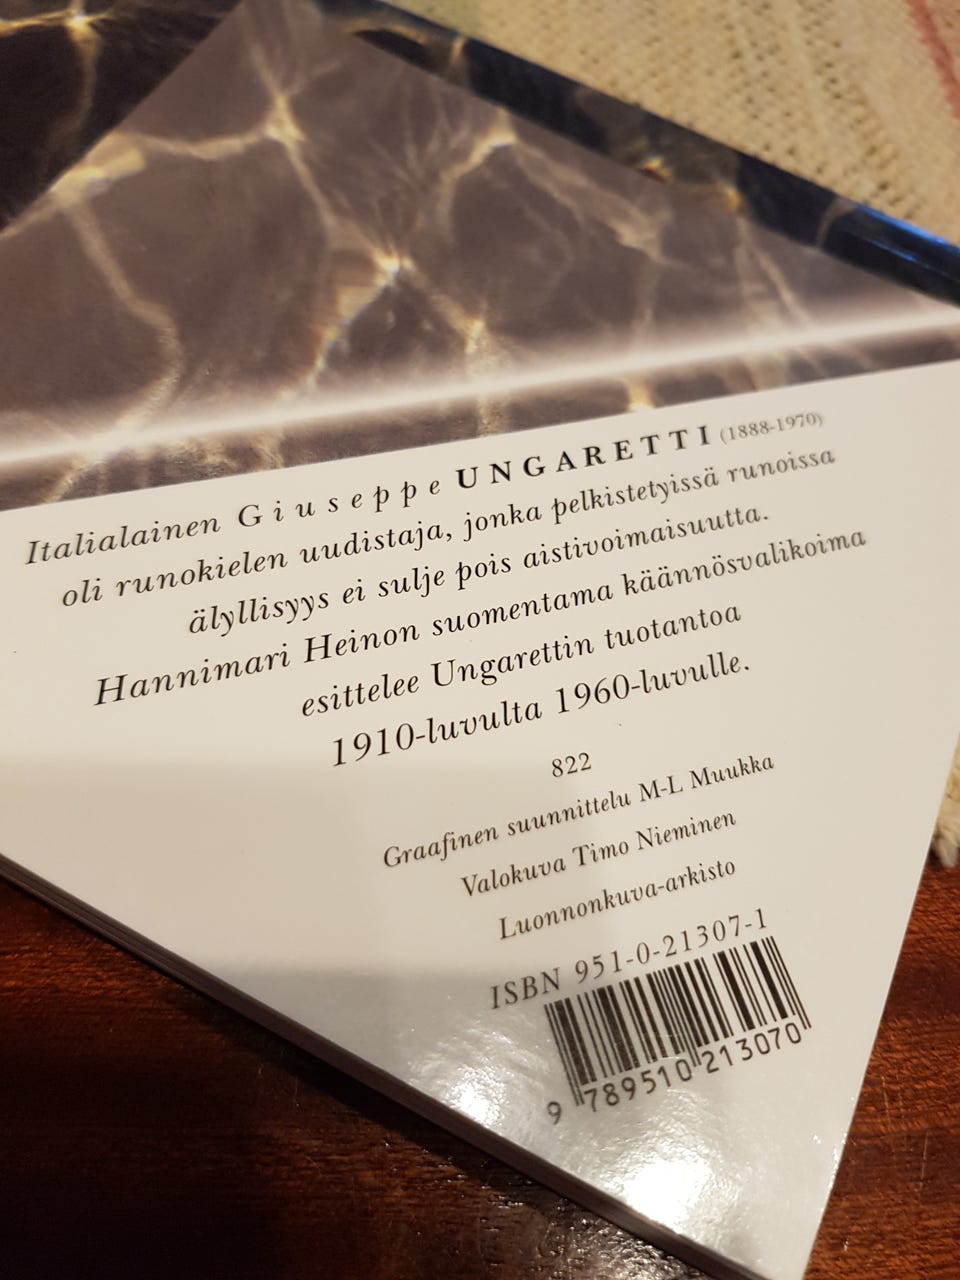 Italialainen Giuseppe UNGARETTI (1888-1970)
oli runokielen uudistaja, jonka pelkistetyissä runoissa
älyllisyys ei sulje pois aistivoimaisuutta.
Hannimari Heinon suomentama käännösvalikoima
esittelee Ungarettin tuotantoa
1910-luvulta 1960-luvulle.
822
Graafinen suunnittelu M-L Muukka
Valokuva Timo Nieminen
Luonnonkuva-arkisto
ISBN 951-0-21307-1
9 789510 213070